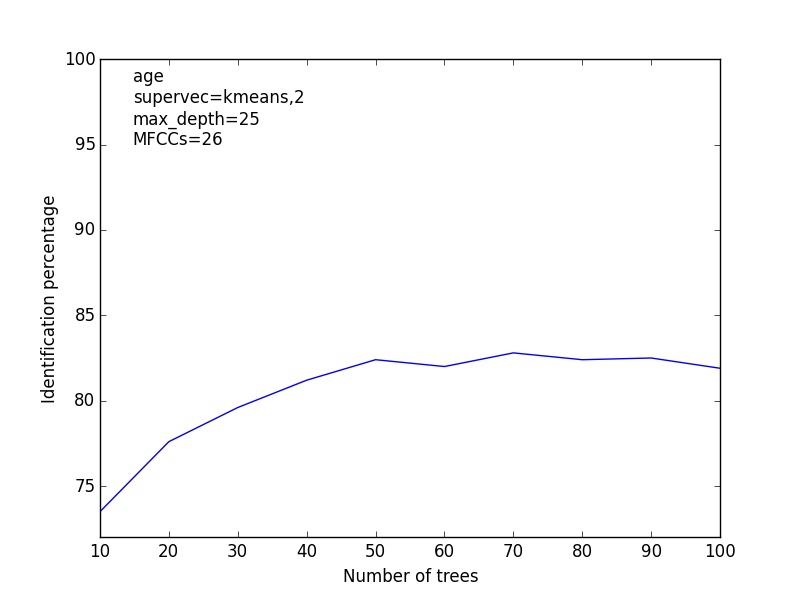 100
age
supervec=kmeans,2
max_depth=25
MFCCs=26
95
90
85
80
75
Identification percentage
10 20 30 40 50 60 70 80 90 100
Number of trees